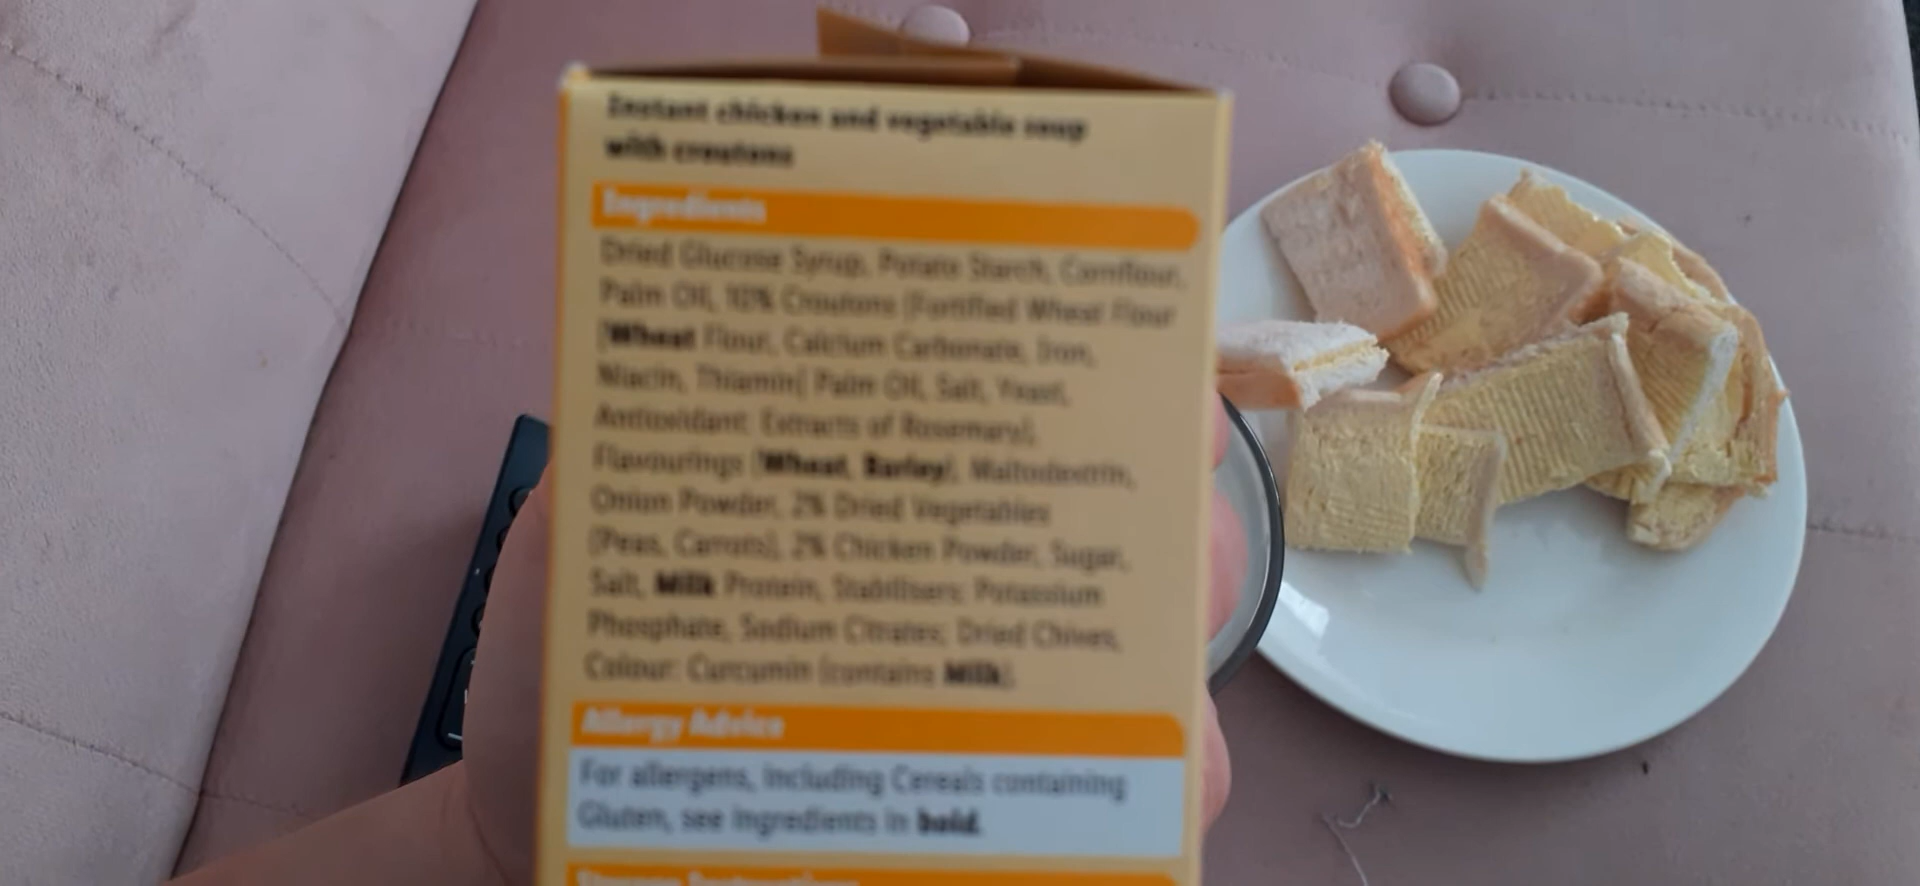 Instant chicken and vegetable soup
with croutons
Ingredients
Dried Glucose Syrup, Potato Starch, Cornflour,
Palm Oil, 10% Croutons (Fortified Wheat Flour
[Wheat Flour, Calcium Carbonate, Iron,
Niacin, Thiamin] Palm Oil, Salt, Yeast,
Antioxidant: Extracts of Rosemary),
Flavourings (Wheat, Barley), Maltodextrin,
Onion Powder, 2% Dried Vegetables
(Peas, Carrots), 2% Chicken Powder, Sugar,
Salt, Milk Protein, Stabilisers: Potassium
Phosphate, Sodium Citrates; Dried Chives,
Colour: Curcumin (contains Milk).
Allergy Advice
For allergens, including Cereals containing
Gluten, see ingredients in bold.